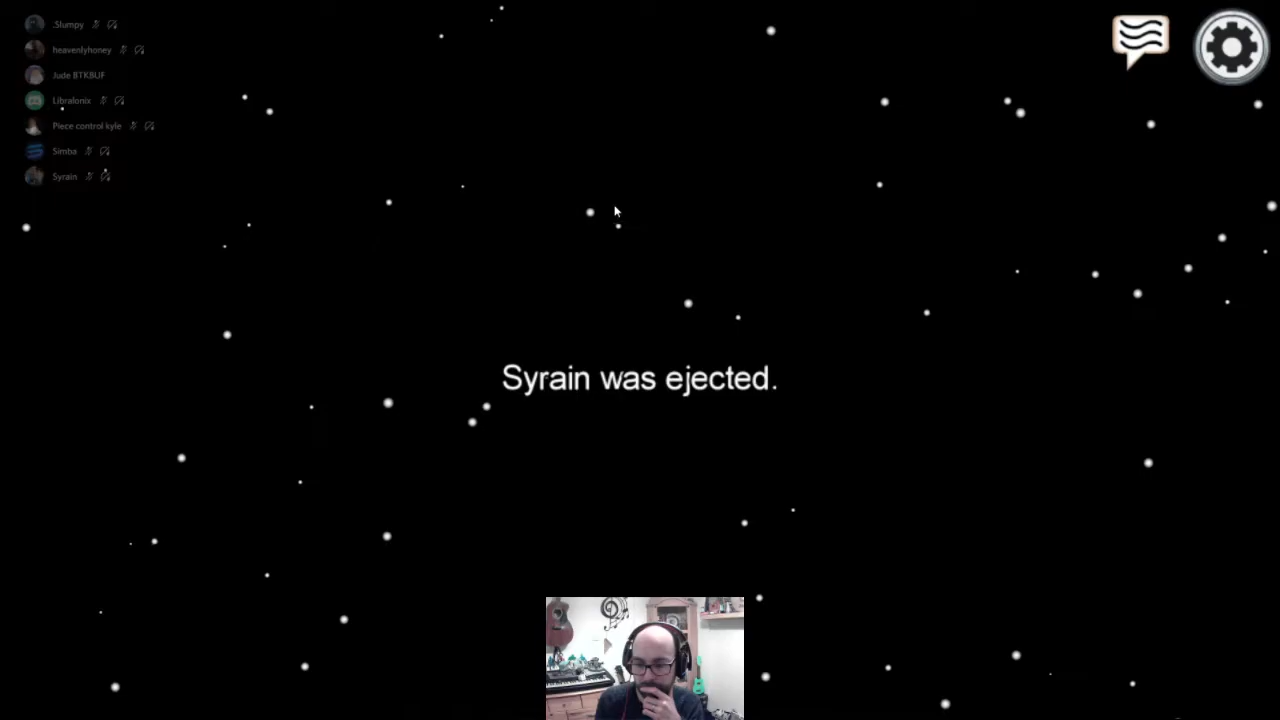 .Slumpy
heavenlyhoney
Jude BTKBUF
Libralonix
Piece control kyle
Simba
Syrain
Syrain was ejected.